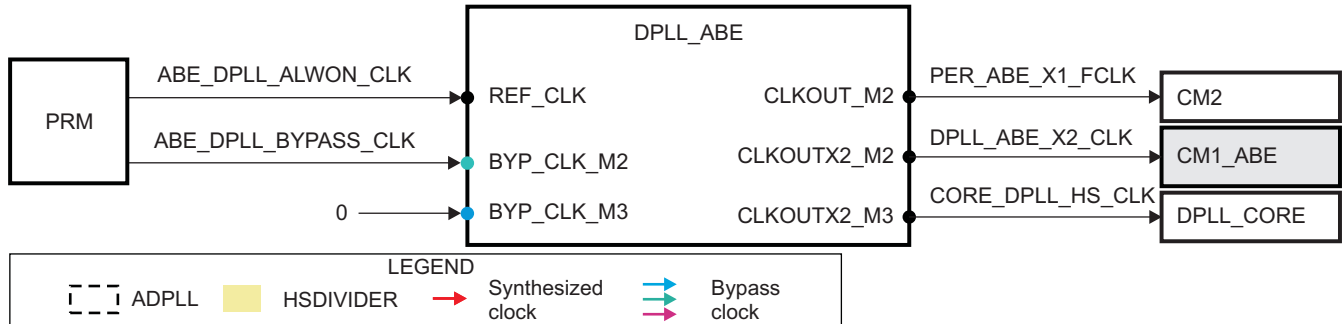 DPLL_ABE
PRM
ABE_DPLL_ALWON_CLK
ABE_DPLL_BYPASS_CLK
0
REF_CLK
BYP_CLK_M2
BYP_CLK_M3
CLKOUT_M2
CLKOUTX2_M2
CLKOUTX2_M3
PER_ABE_X1_FCLK
DPLL_ABE_X2_CLK
CORE_DPLL_HS_CLK
CM2
CM1_ABE
DPLL_CORE
LEGEND
ADPLL
HSDIVIDER
Synthesized
clock
Bypass
clock